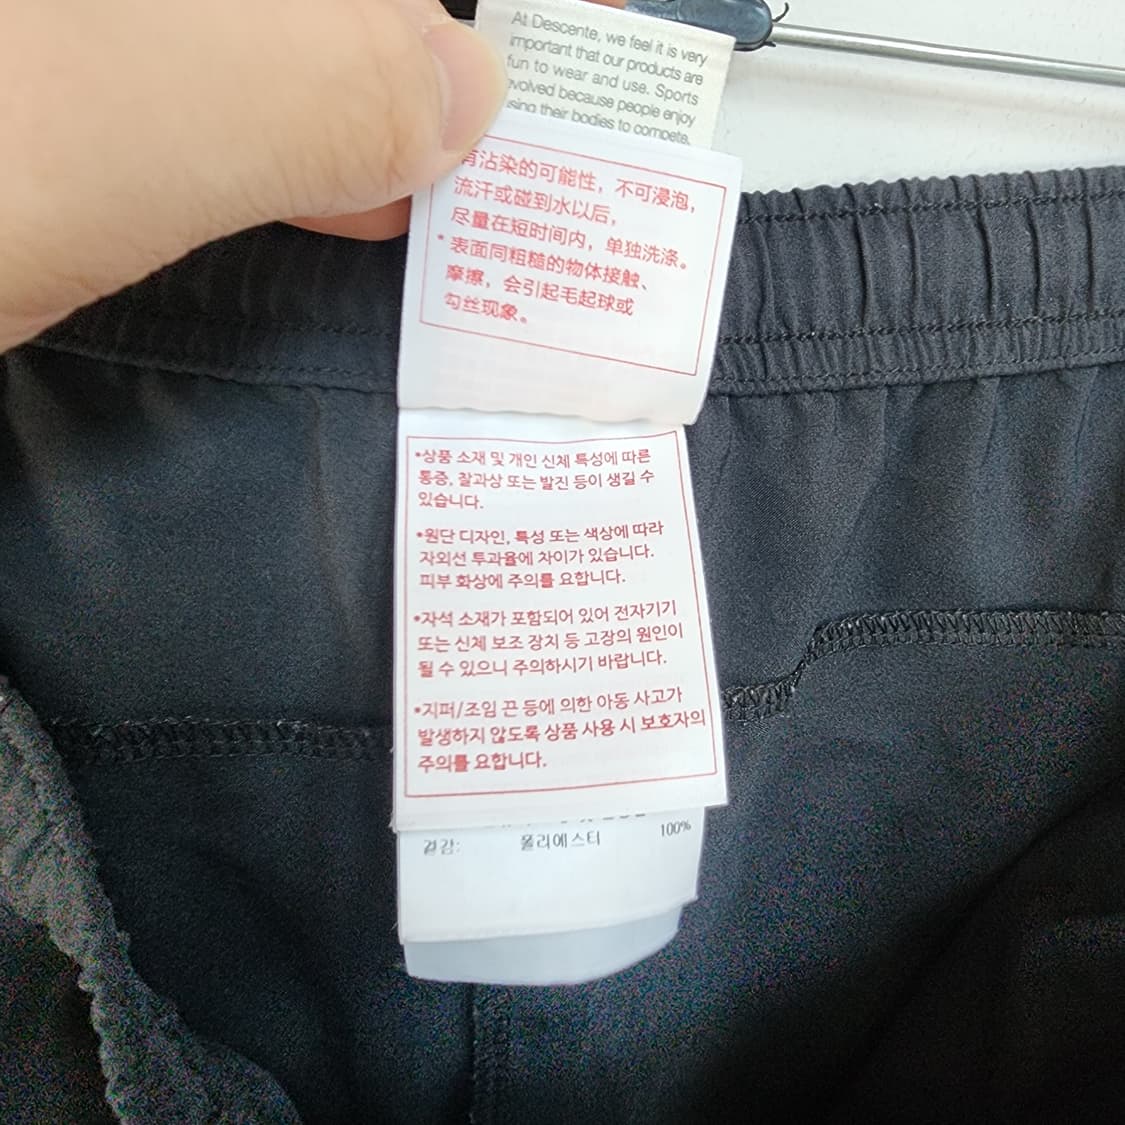 At Descente, we feel it is very
important that our products are
fun to wear and use. Sports
evolved because people enjoy
using their bodies to compete,
有沾染的可能性，不可浸泡，
流汗或碰到水以后，
尽量在短时间内，单独洗涤。
* 表面同粗糙的物体接触、
摩擦，会引起毛起球或
勾丝现象。
*상품 소재 및 개인 신체 특성에 따른
통증, 찰과상 또는 발진 등이 생길 수
있습니다.
*원단 디자인, 특성 또는 색상에 따라
자외선 투과율에 차이가 있습니다.
피부 화상에 주의를 요합니다.
*자석 소재가 포함되어 있어 전자기기
또는 신체 보조 장치 등 고장의 원인이
될 수 있으니 주의하시기 바랍니다.
*지퍼/조임 끈 등에 의한 아동 사고가
발생하지 않도록 상품 사용 시 보호자의
주의를 요합니다.
겉감: 폴리에스터 100%